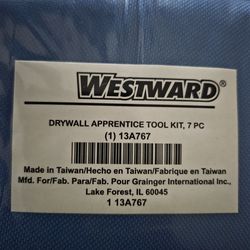 WESTWARD®
DRYWALL APPRENTICE TOOL KIT, 7 PC
(1) 13A767
Made in Taiwan/Hecho en Taiwan/Fabrique en Taiwan
Mfd. For/Fab. Para/Fab. Pour Grainger International Inc.,
Lake Forest, IL 60045
1 13A767